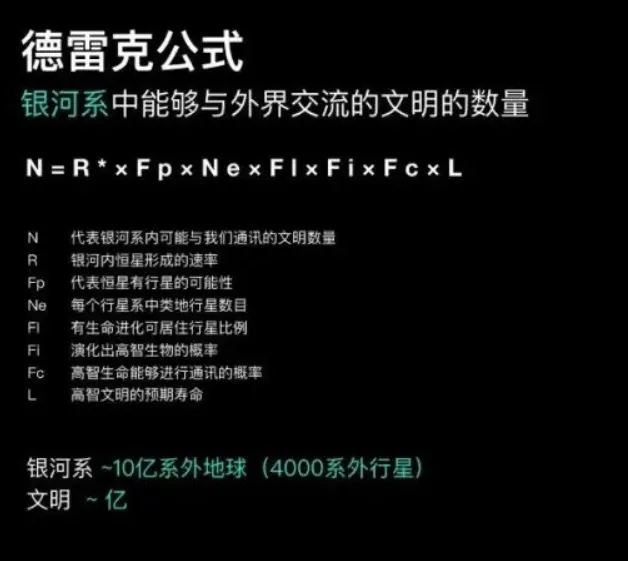 德雷克公式
银河系中能够与外界交流的文明的数量
N = R * × F p × N e × F l × F i × F c × L
N 代表银河系内可能与我们通讯的文明数量
R 银河内恒星形成的速率
Fp 代表恒星有行星的可能性
Ne 每个行星系中类地行星数目
Fl 有生命进化可居住行星比例
Fi 演化出高智生物的概率
Fc 高智生命能够进行通讯的概率
L 高智文明的预期寿命
银河系 ~10亿系外地球（4000系外行星）
文明 ~ 亿